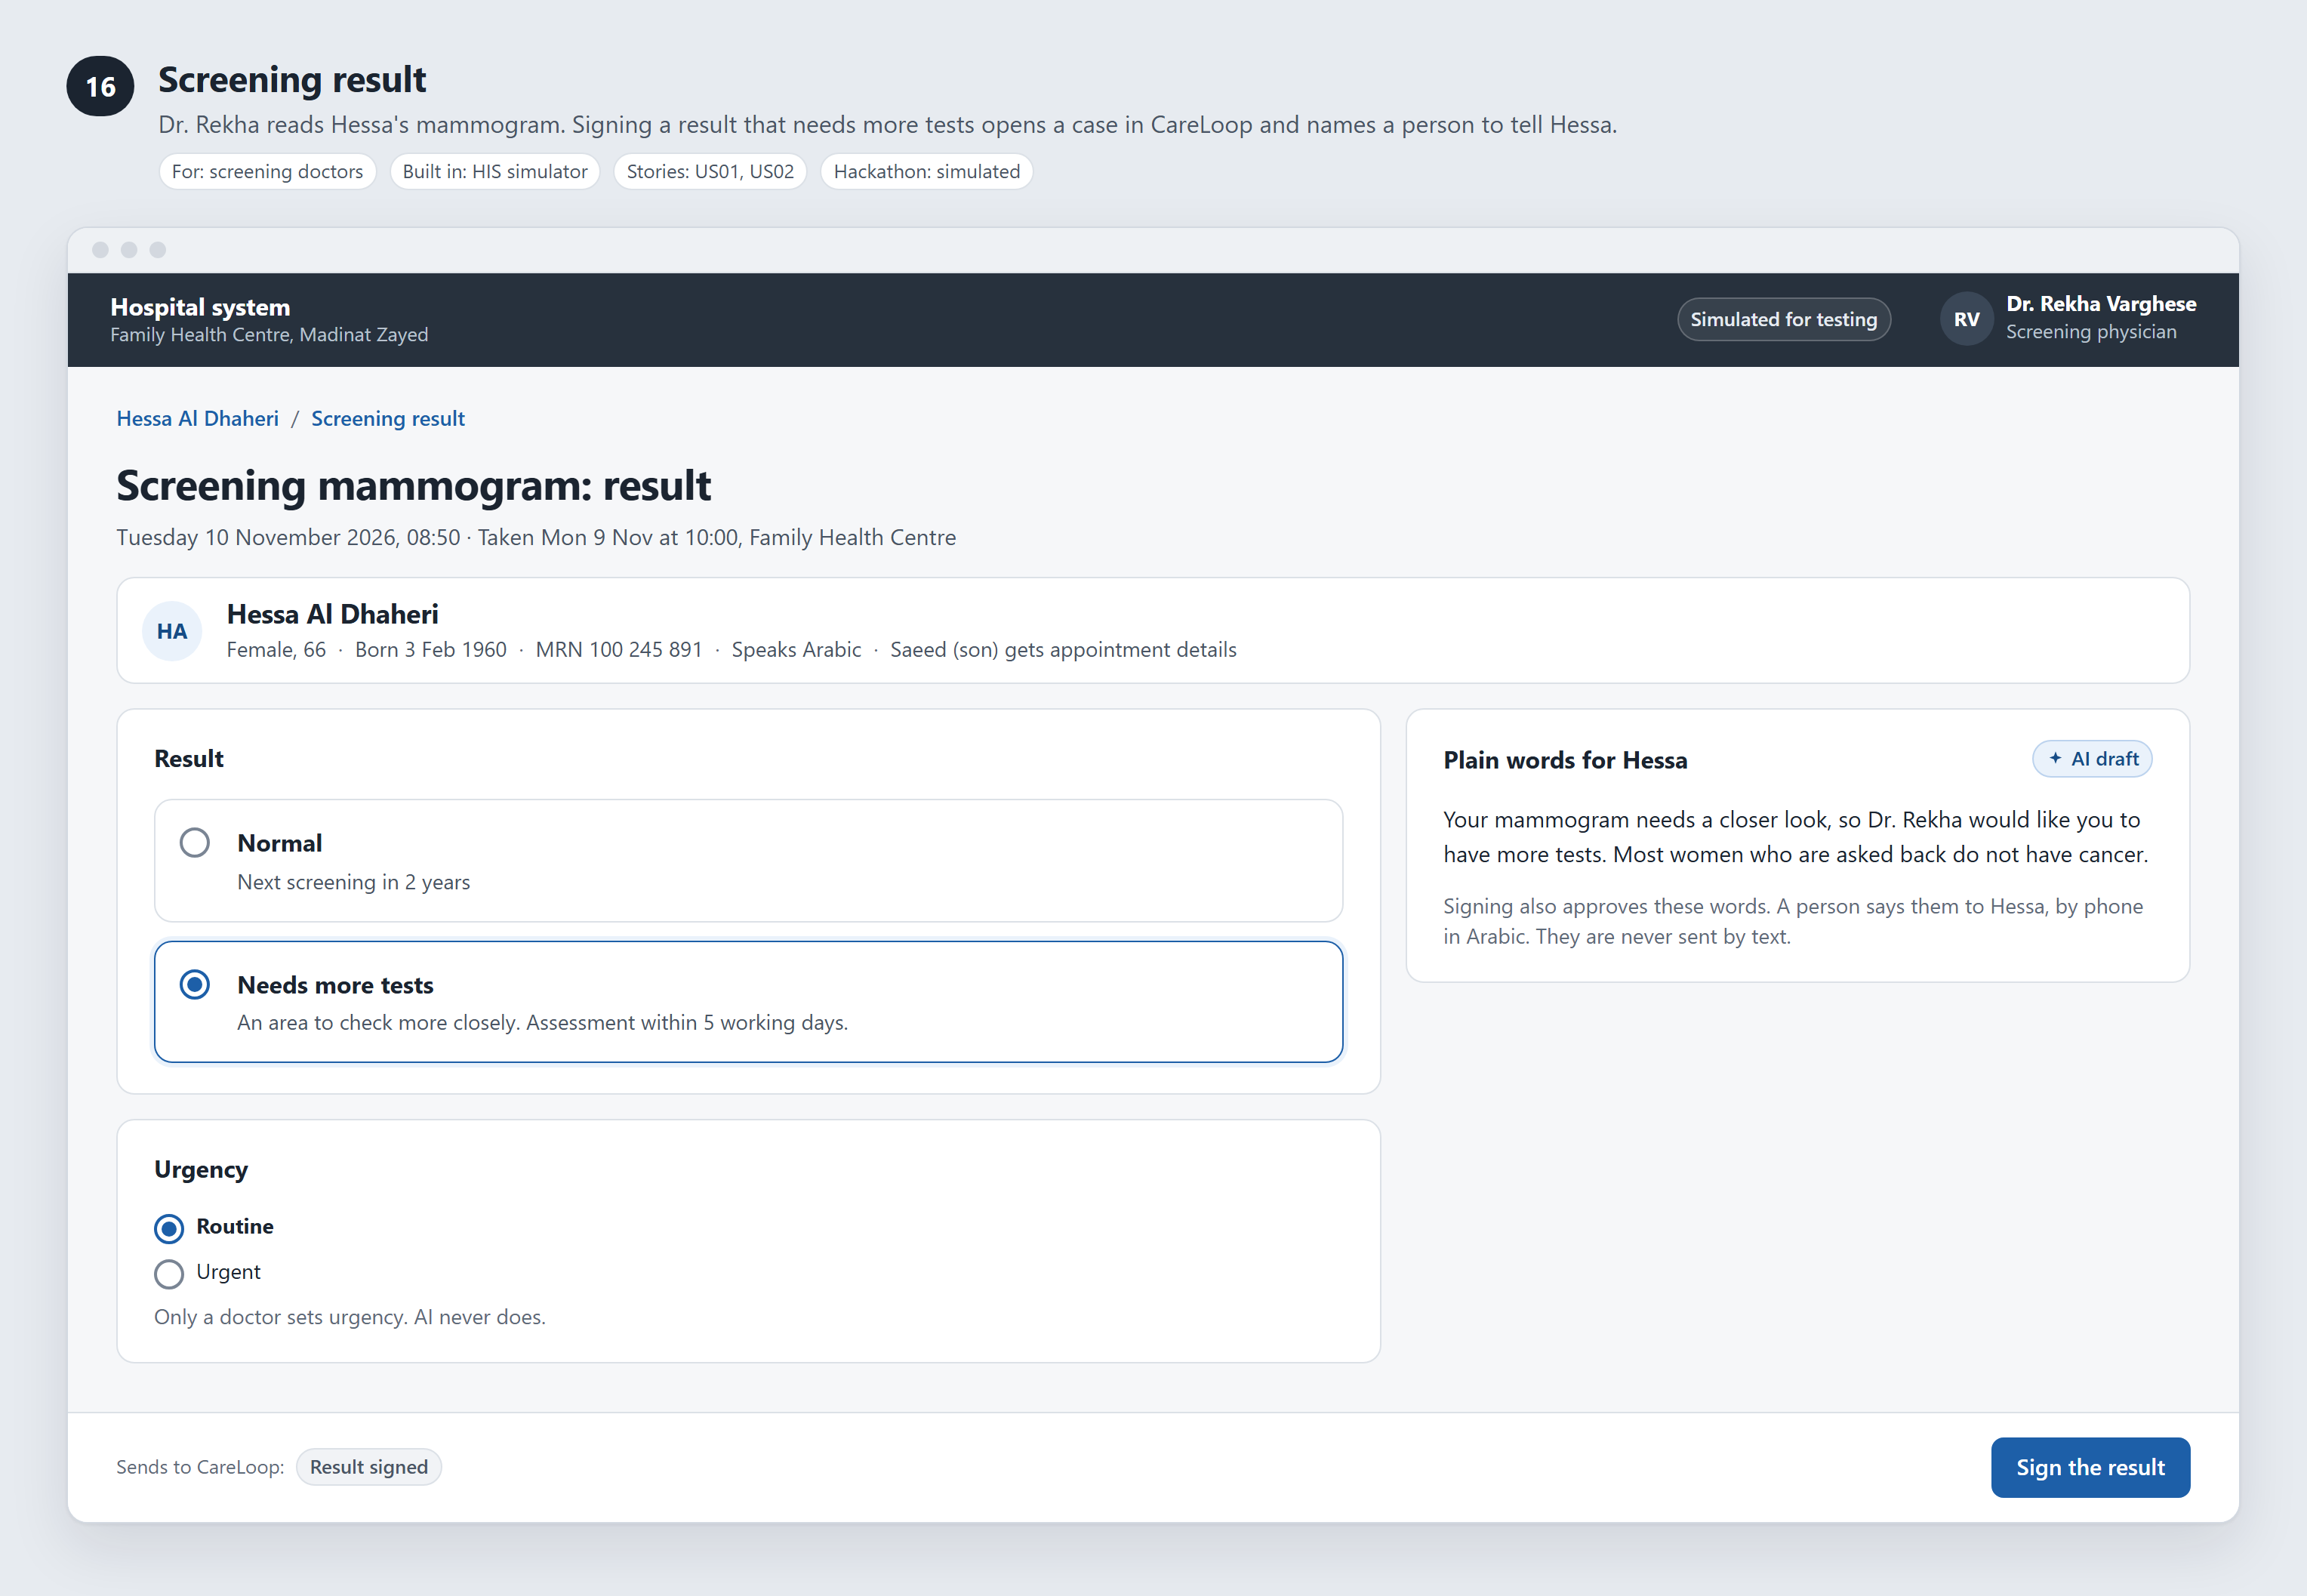 16
Screening result
Dr. Rekha reads Hessa's mammogram. Signing a result that needs more tests opens a case in CareLoop and names a person to tell Hessa.
For: screening doctors
Built in: HIS simulator
Stories: US01, US02
Hackathon: simulated
Hospital system
Family Health Centre, Madinat Zayed
Simulated for testing
RV
Dr. Rekha Varghese
Screening physician
Hessa Al Dhaheri / Screening result
Screening mammogram: result
Tuesday 10 November 2026, 08:50 · Taken Mon 9 Nov at 10:00, Family Health Centre
HA
Hessa Al Dhaheri
Female, 66 · Born 3 Feb 1960 · MRN 100 245 891 · Speaks Arabic · Saeed (son) gets appointment details
Result
Normal
Next screening in 2 years
Needs more tests
An area to check more closely. Assessment within 5 working days.
Plain words for Hessa
AI draft
Your mammogram needs a closer look, so Dr. Rekha would like you to
have more tests. Most women who are asked back do not have cancer.
Signing also approves these words. A person says them to Hessa, by phone
in Arabic. They are never sent by text.
Urgency
Routine
Urgent
Only a doctor sets urgency. AI never does.
Sends to CareLoop:
Result signed
Sign the result